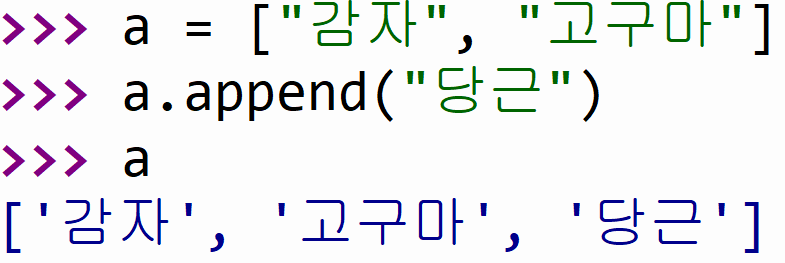 >>> a = ["감자", "고구마"]
>>> a.append("당근")
>>> a
['감자', '고구마', '당근']